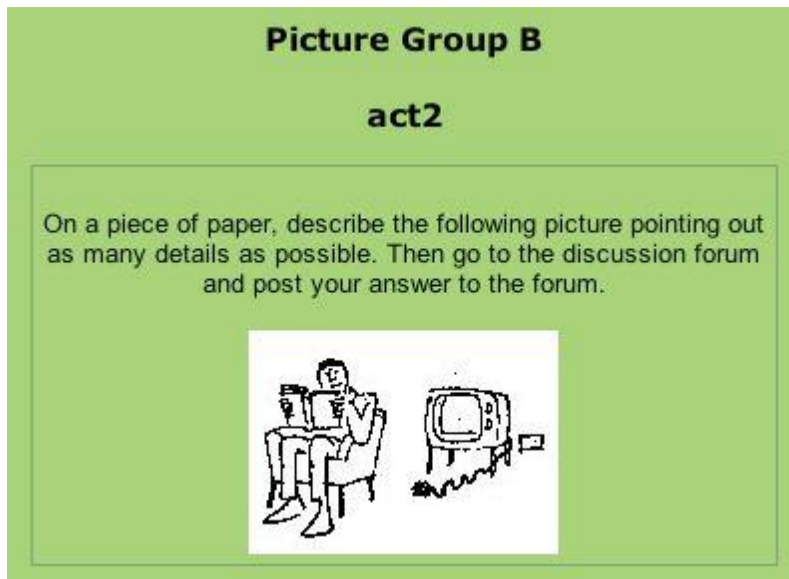 Picture Group B
act2
On a piece of paper, describe the following picture pointing out
as many details as possible. Then go to the discussion forum
and post your answer to the forum.